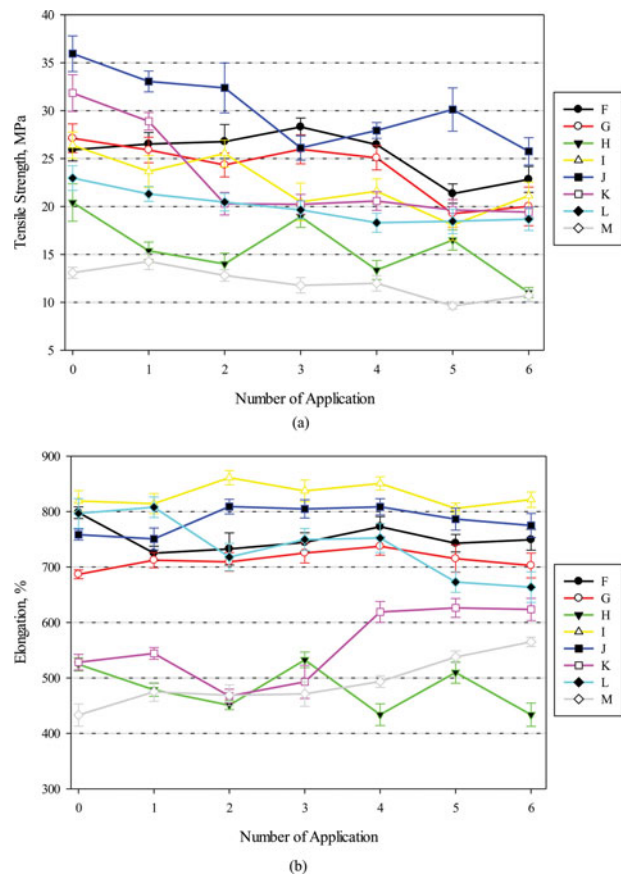 40
35
30
25
20
15
10
5
Tensile Strength, MPa
0 1 2 3 4 5 6
Number of Application
F
G
H
I
J
K
L
M
(a)
900
800
700
600
500
400
300
Elongation, %
0 1 2 3 4 5 6
Number of Application
F
G
H
I
J
K
L
M
(b)